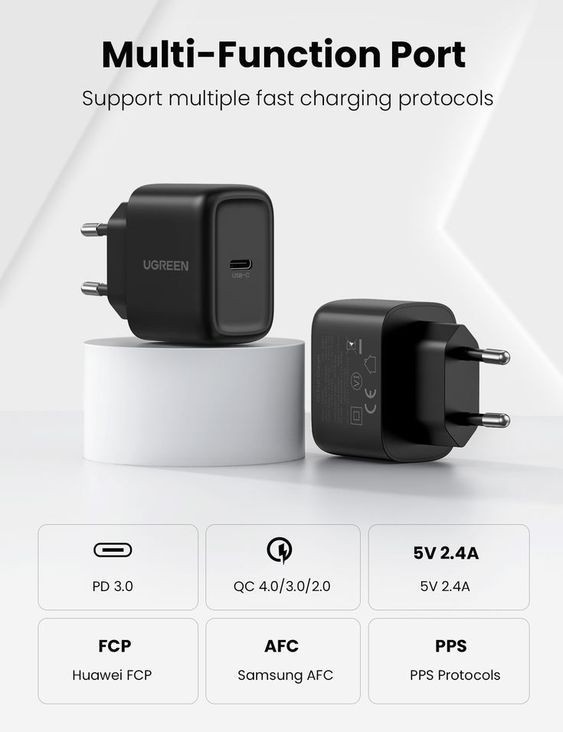 Multi-Function Port
Support multiple fast charging protocols
UGREEN
USB-C
PD 3.0
QC 4.0/3.0/2.0
5V 2.4A
5V 2.4A
FCP
Huawei FCP
AFC
Samsung AFC
PPS
PPS Protocols